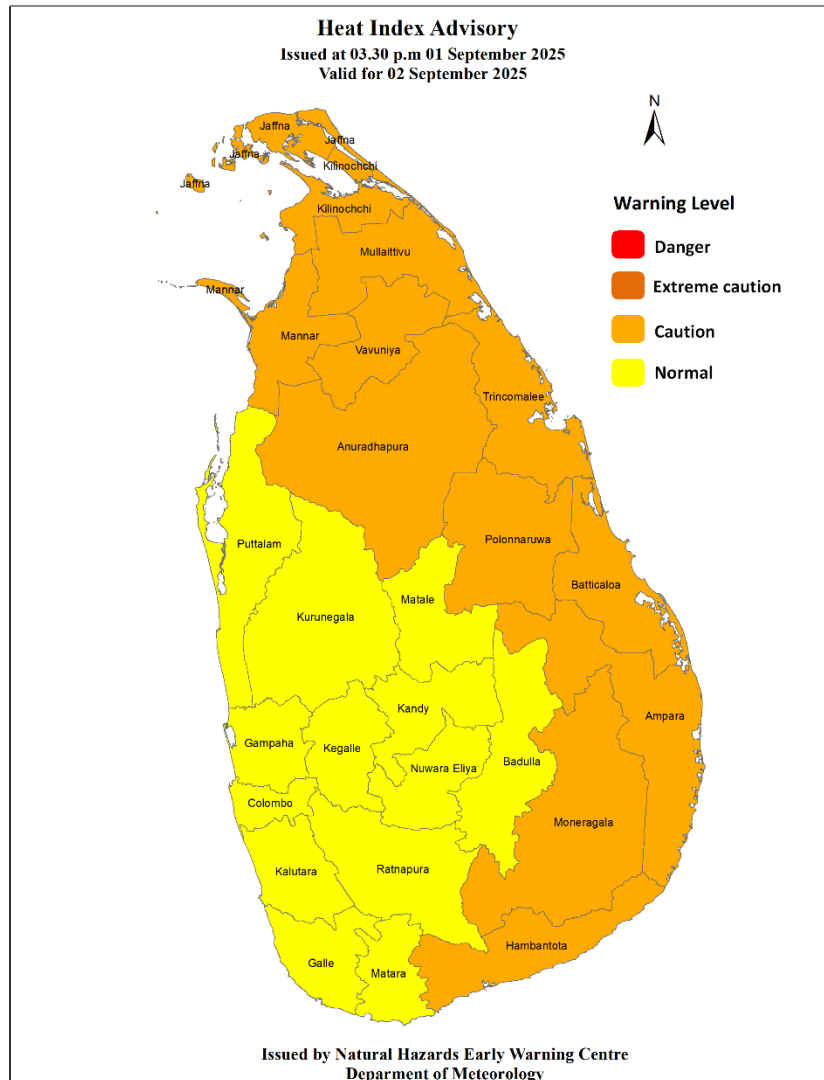 Heat Index Advisory
Issued at 03.30 p.m 01 September 2025
Valid for 02 September 2025
N
Jaffna
Jaffna
Jaffna
Kilinochchi
Jaffna
Kilinochchi
Warning Level
Danger
Extreme caution
Caution
Normal
Mullaittivu
Mannar
Mannar
Vavuniya
Trincomalee
Anuradhapura
Polonnaruwa
Puttalam
Batticaloa
Matale
Kurunegala
Kandy
Ampara
Gampaha
Kegalle
Badulla
Nuwara Eliya
Colombo
Moneragala
Ratnapura
Kalutara
Hambantota
Galle
Matara
Issued by Natural Hazards Early Warning Centre
Deparment of Meteorology